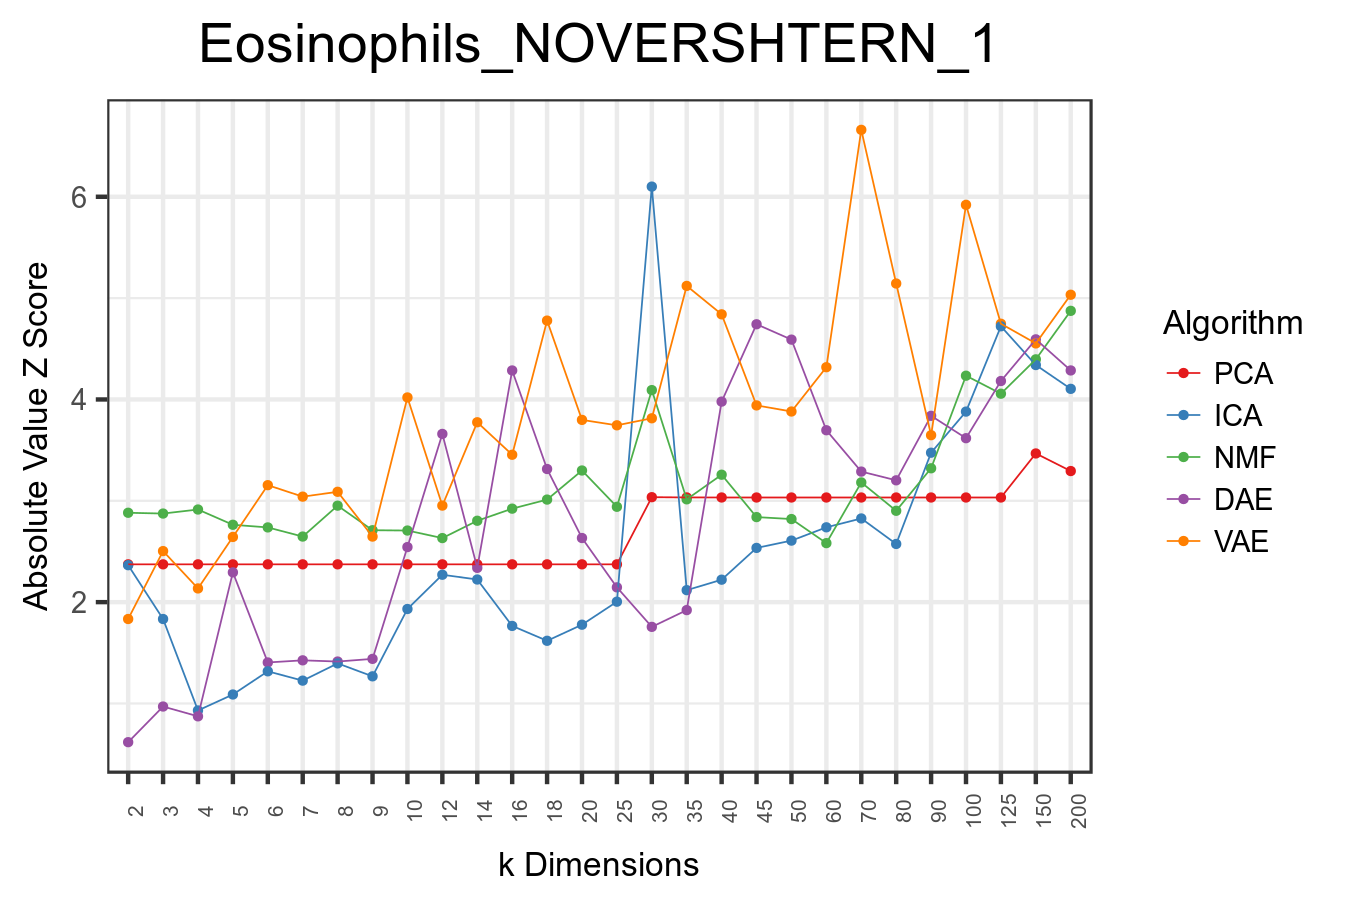 Eosinophils_NOVERSHTERN_1
Absolute Value Z Score
6
4
2
2 3 4 5 6 7 8 9 10 12 14 16 18 20 25 30 35 40 45 50 60 70 80 90 100 125 150 200
k Dimensions
Algorithm
PCA
ICA
NMF
DAE
VAE